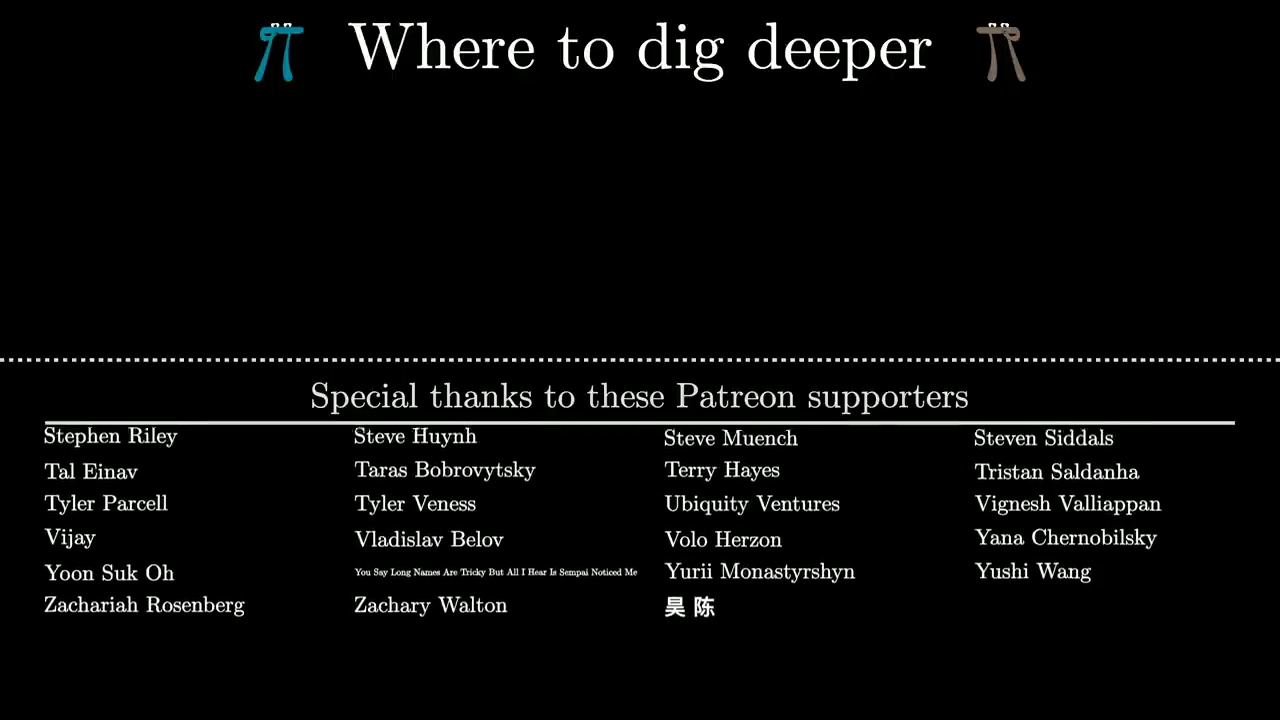 Where to dig deeper
Special thanks to these Patreon supporters
Stephen Riley Steve Huynh Steve Muench Steven Siddals
Tal Einav Taras Bobrovytsky Terry Hayes Tristan Saldanha
Tyler Parcell Tyler Veness Ubiquity Ventures Vignesh Valliappan
Vijay Vladislav Belov Volo Herzon Yana Chernobilsky
Yoon Suk Oh You Say Long Names Are Tricky But All I Hear Is Sempai Noticed Me Yurii Monastyrshyn Yushi Wang
Zachariah Rosenberg Zachary Walton 昊 陈